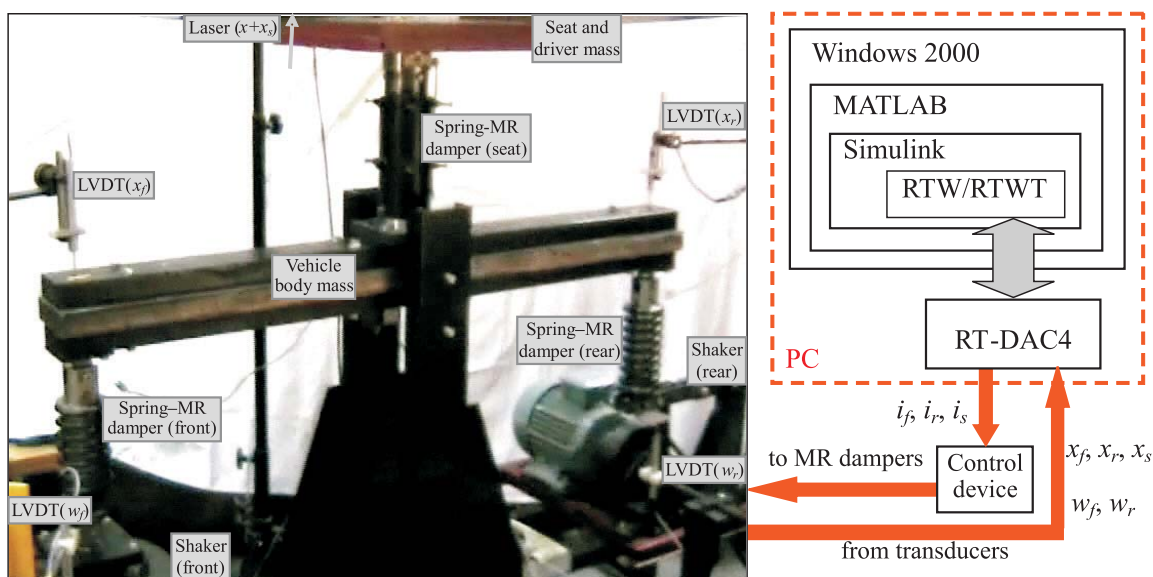 Laser (x+xs)
Seat and
driver mass
LVDT(xr)
Spring-MR
damper (seat)
LVDT(xf)
Vehicle
body mass
Spring–MR
damper (rear)
Shaker
(rear)
Spring–MR
damper (front)
LVDT(wr)
LVDT(wf)
Shaker
(front)
Windows 2000
MATLAB
Simulink
RTW/RTWT
RT-DAC4
PC
if, ir, is
to MR dampers
Control
device
xf, xr, xs
wf, wr
from transducers